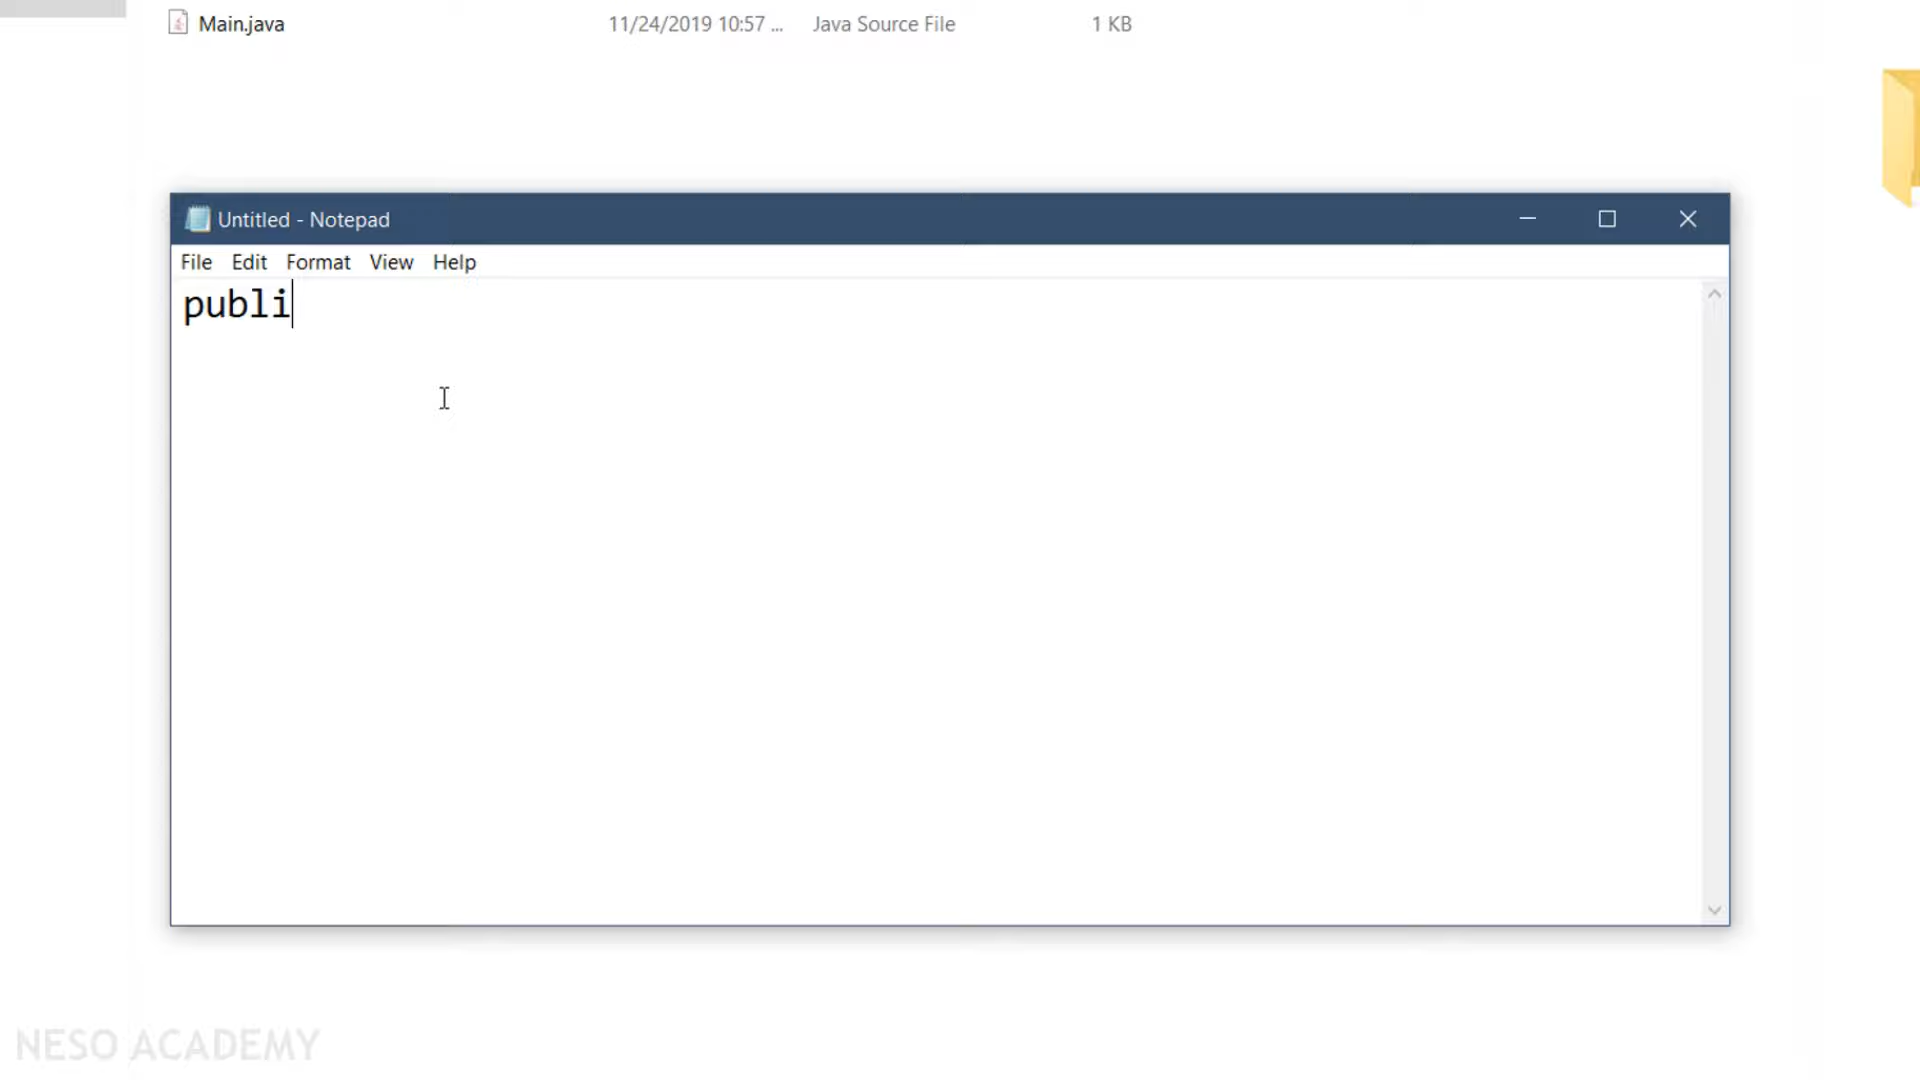 Main.java 11/24/2019 10:57 ... Java Source File 1 KB
Untitled - Notepad
File Edit Format View Help
publi
NESO ACADEMY